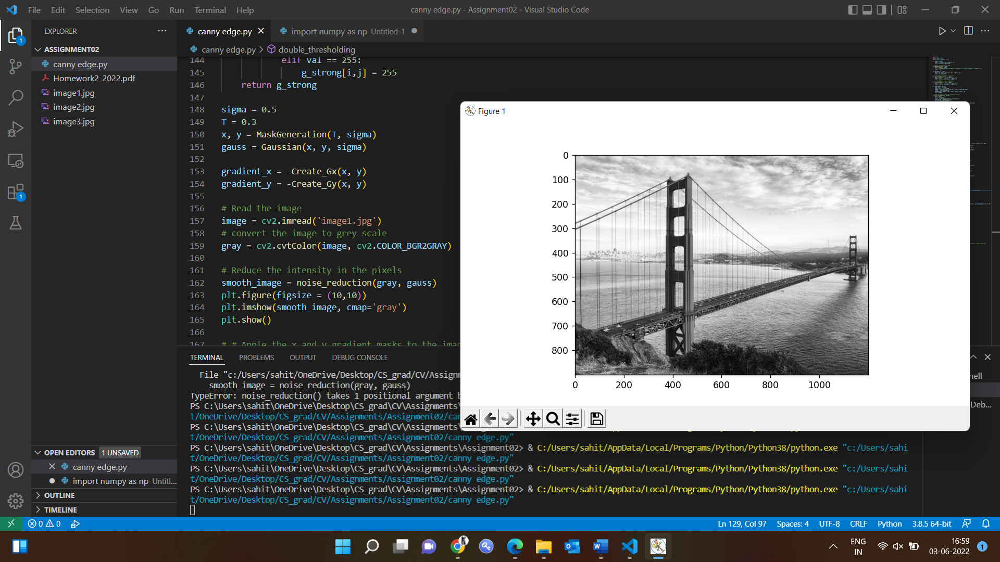 File Edit Selection View Go Run Terminal Help
canny edge.py - Assignment02 - Visual Studio Code
EXPLORER
ASSIGNMENT02
canny edge.py
Homework2_2022.pdf
image1.jpg
image2.jpg
image3.jpg
OPEN EDITORS 1 UNSAVED
canny edge.py
import numpy as np Untitl...
OUTLINE
TIMELINE
canny edge.py
import numpy as np Untitled-1
canny edge.py > double_thresholding
144 elif val == 255:
145 g_strong[i,j] = 255
146 return g_strong
147
148 sigma = 0.5
149 T = 0.3
150 x, y = MaskGeneration(T, sigma)
151 gauss = Gaussian(x, y, sigma)
152
153 gradient_x = -Create_Gx(x, y)
154 gradient_y = -Create_Gy(x, y)
155
156 # Read the image
157 image = cv2.imread('image1.jpg')
158 # convert the image to grey scale
159 gray = cv2.cvtColor(image, cv2.COLOR_BGR2GRAY)
160
161 # Reduce the intensity in the pixels
162 smooth_image = noise_reduction(gray, gauss)
163 plt.figure(figsize = (10,10))
164 plt.imshow(smooth_image, cmap='gray')
165 plt.show()
166
167 # # Apple the x and y gradient masks to the imag
Figure 1
0
100
200
300
400
500
600
700
800
0 200 400 600 800 1000
TERMINAL PROBLEMS OUTPUT DEBUG CONSOLE
File "c:/Users/sahit/OneDrive/Desktop/CS_grad/CV/Assignm
smooth_image = noise_reduction(gray, gauss)
TypeError: noise_reduction() takes 1 positional argument b
PS C:\Users\sahit\OneDrive\Desktop\CS_grad\CV\Assignments\
t/OneDrive/Desktop/CS_grad/CV/Assignments/Assignment02/can
PS C:\Users\sahit\OneDrive\Desktop\CS_grad\CV\Assignments\
t/OneDrive/Desktop/CS_grad/CV/Assignments/Assignment02/canny edge.py"
PS C:\Users\sahit\OneDrive\Desktop\CS_grad\CV\Assignments\Assignment02> & C:/Users/sahit/AppData/Local/Programs/Python/Python38/python.exe "c:/Users/sahi
t/OneDrive/Desktop/CS_grad/CV/Assignments/Assignment02/canny edge.py"
PS C:\Users\sahit\OneDrive\Desktop\CS_grad\CV\Assignments\Assignment02> & C:/Users/sahit/AppData/Local/Programs/Python/Python38/python.exe "c:/Users/sahi
t/OneDrive/Desktop/CS_grad/CV/Assignments/Assignment02/canny edge.py"
PS C:\Users\sahit\OneDrive\Desktop\CS_grad\CV\Assignments\Assignment02> & C:/Users/sahit/AppData/Local/Programs/Python/Python38/python.exe "c:/Users/sahi
t/OneDrive/Desktop/CS_grad/CV/Assignments/Assignment02/canny edge.py"
hell
Deb...
0 0
Ln 129, Col 97 Spaces: 4 UTF-8 CRLF Python 3.8.5 64-bit
ENG
IN
16:59
03-06-2022
1